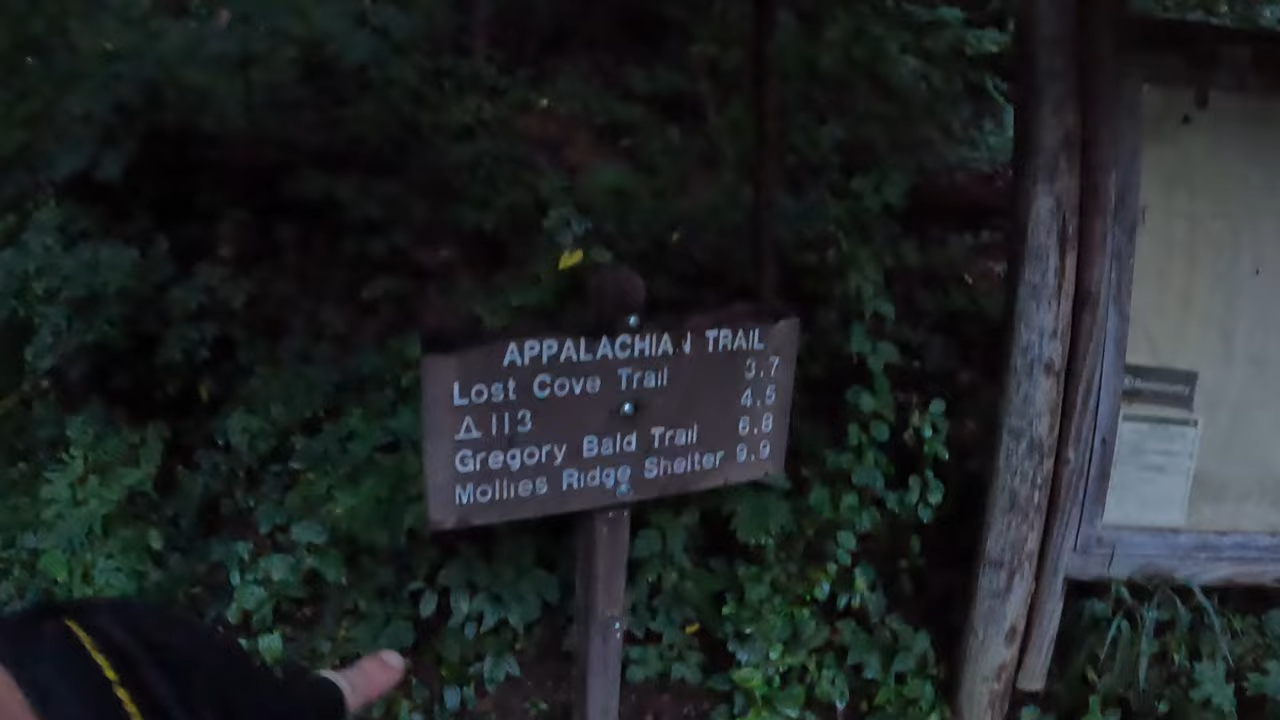 APPALACHIAN TRAIL
Lost Cove Trail 3.7
△ 113 4.5
Gregory Bald Trail 6.8
Mollies Ridge Shelter 9.9